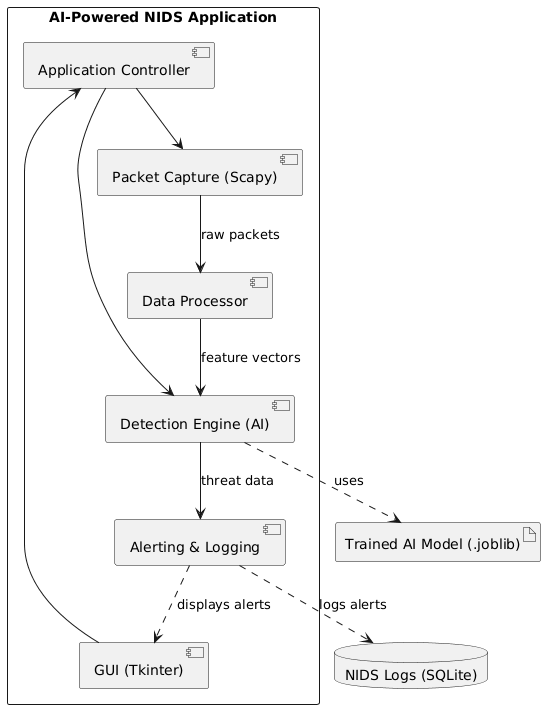 AI-Powered NIDS Application
Application Controller
Packet Capture (Scapy)
raw packets
Data Processor
feature vectors
Detection Engine (AI)
threat data
uses
Alerting & Logging
Trained AI Model (.joblib)
displays alerts
logs alerts
GUI (Tkinter)
NIDS Logs (SQLite)